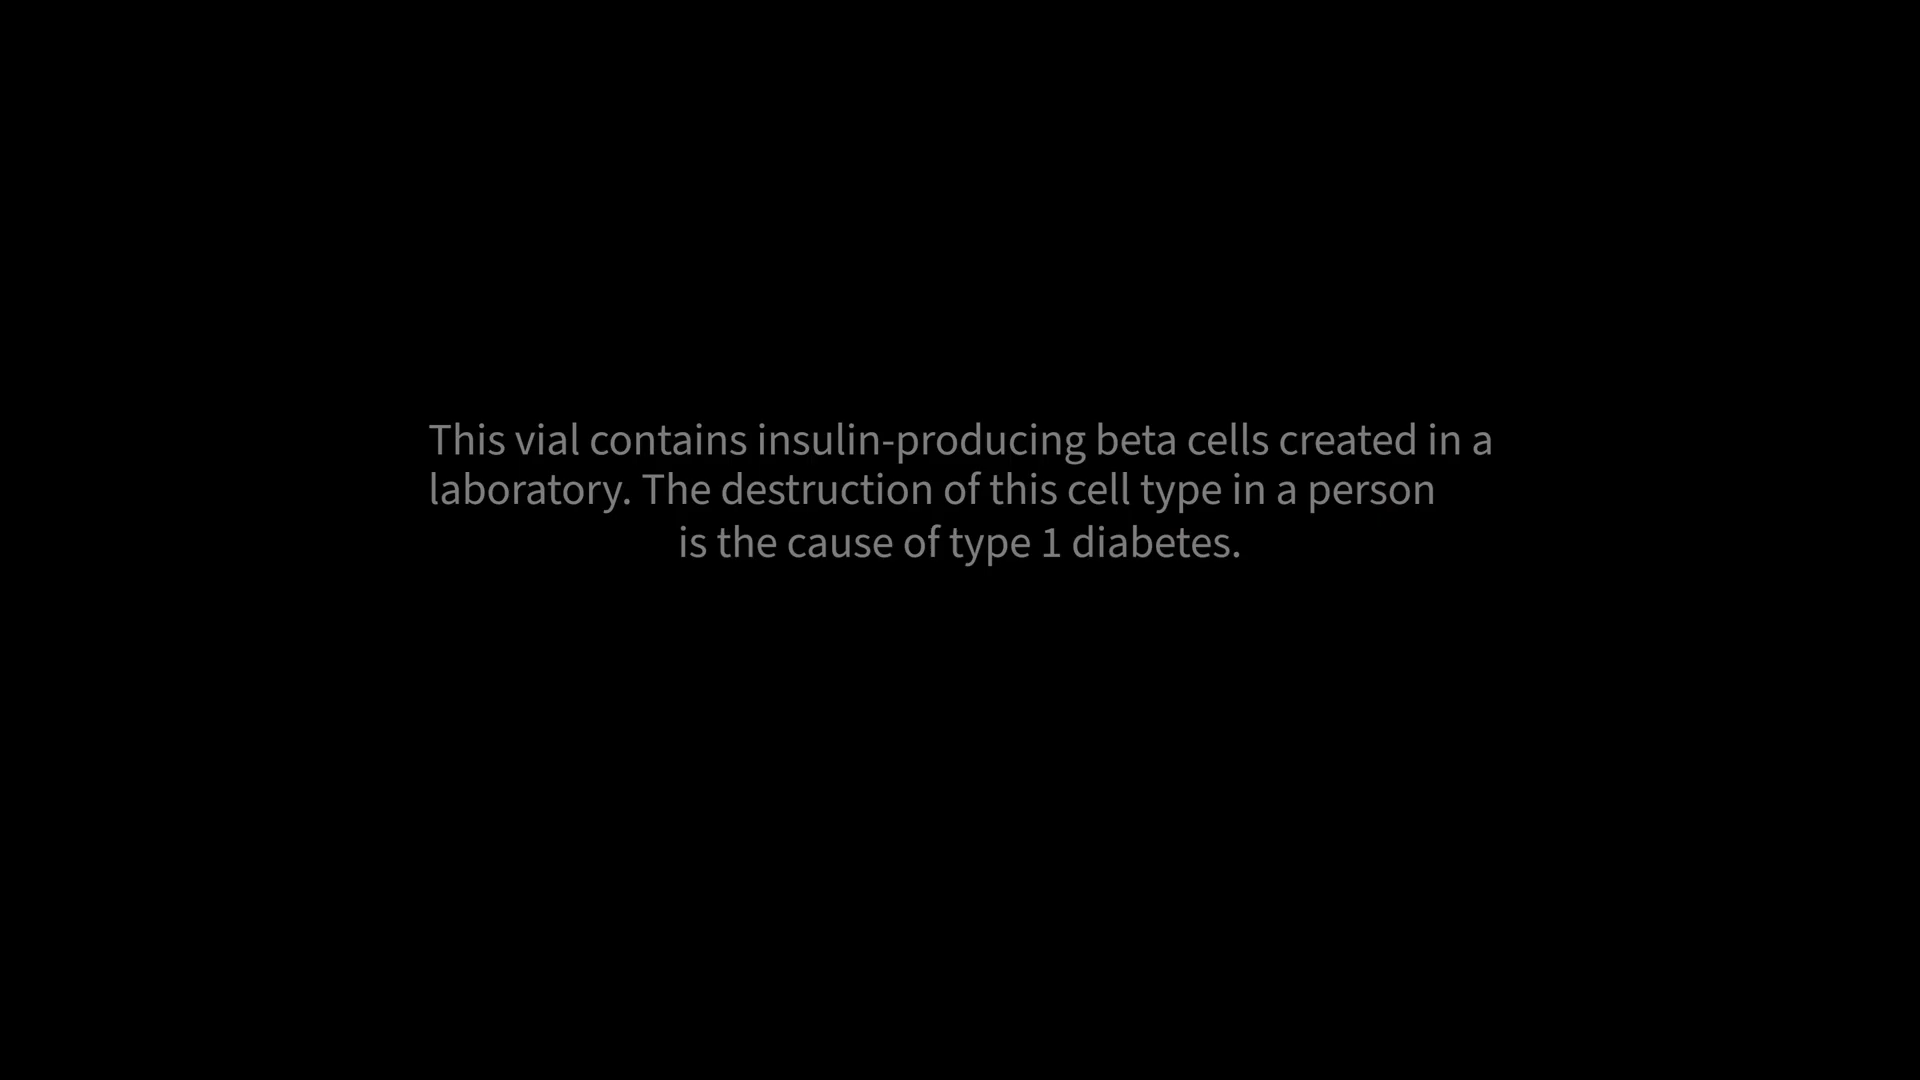 This vial contains insulin-producing beta cells created in a
laboratory. The destruction of this cell type in a person
is the cause of type 1 diabetes.